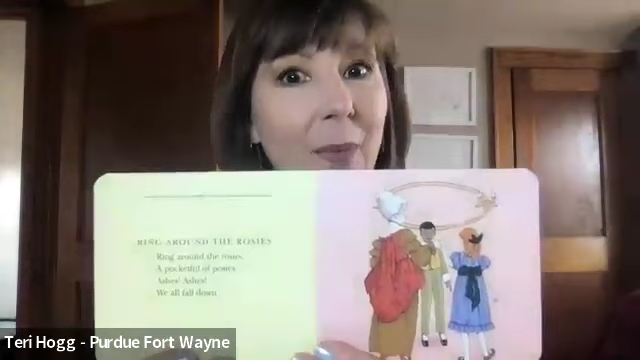 RING AROUND THE ROSIES
Ring around the rosies,
A pocketful of posies.
Ashes! Ashes!
We all fall down.
Teri Hogg - Purdue Fort Wayne